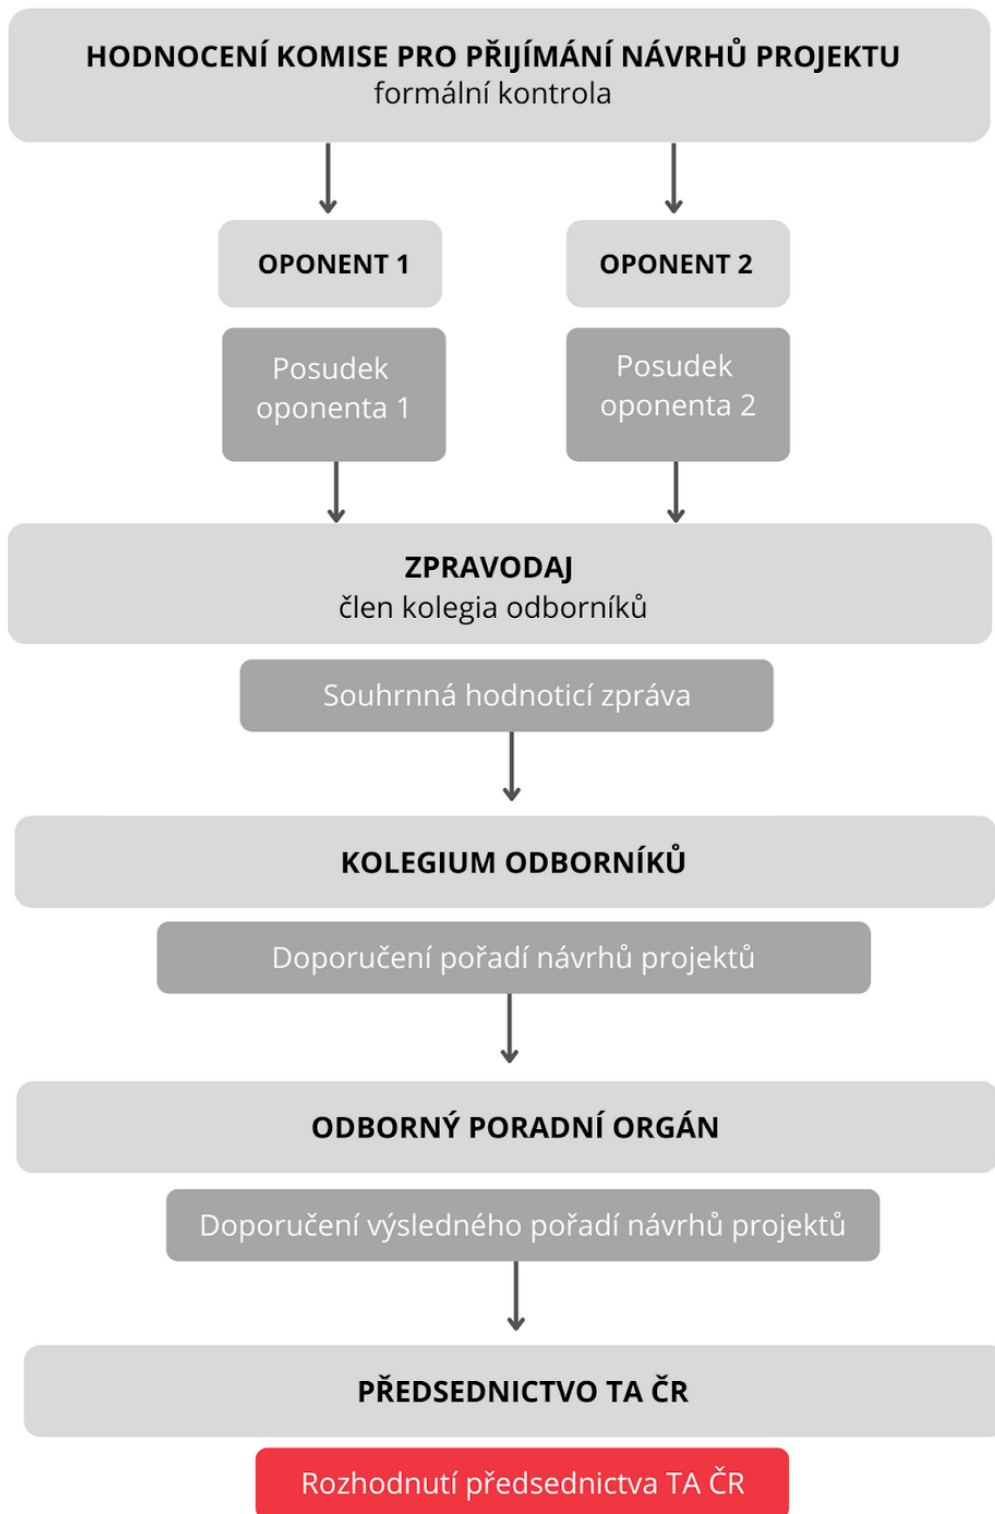 HODNOCENÍ KOMISE PRO PŘIJÍMÁNÍ NÁVRHŮ PROJEKTU
formální kontrola
OPONENT 1
OPONENT 2
Posudek
oponenta 1
Posudek
oponenta 2
ZPRAVODAJ
člen kolegia odborníků
Souhrnná hodnoticí zpráva
KOLEGIUM ODBORNÍKŮ
Doporučení pořadí návrhů projektů
ODBORNÝ PORADNÍ ORGÁN
Doporučení výsledného pořadí návrhů projektů
PŘEDSEDNICTVO TA ČR
Rozhodnutí předsednictva TA ČR